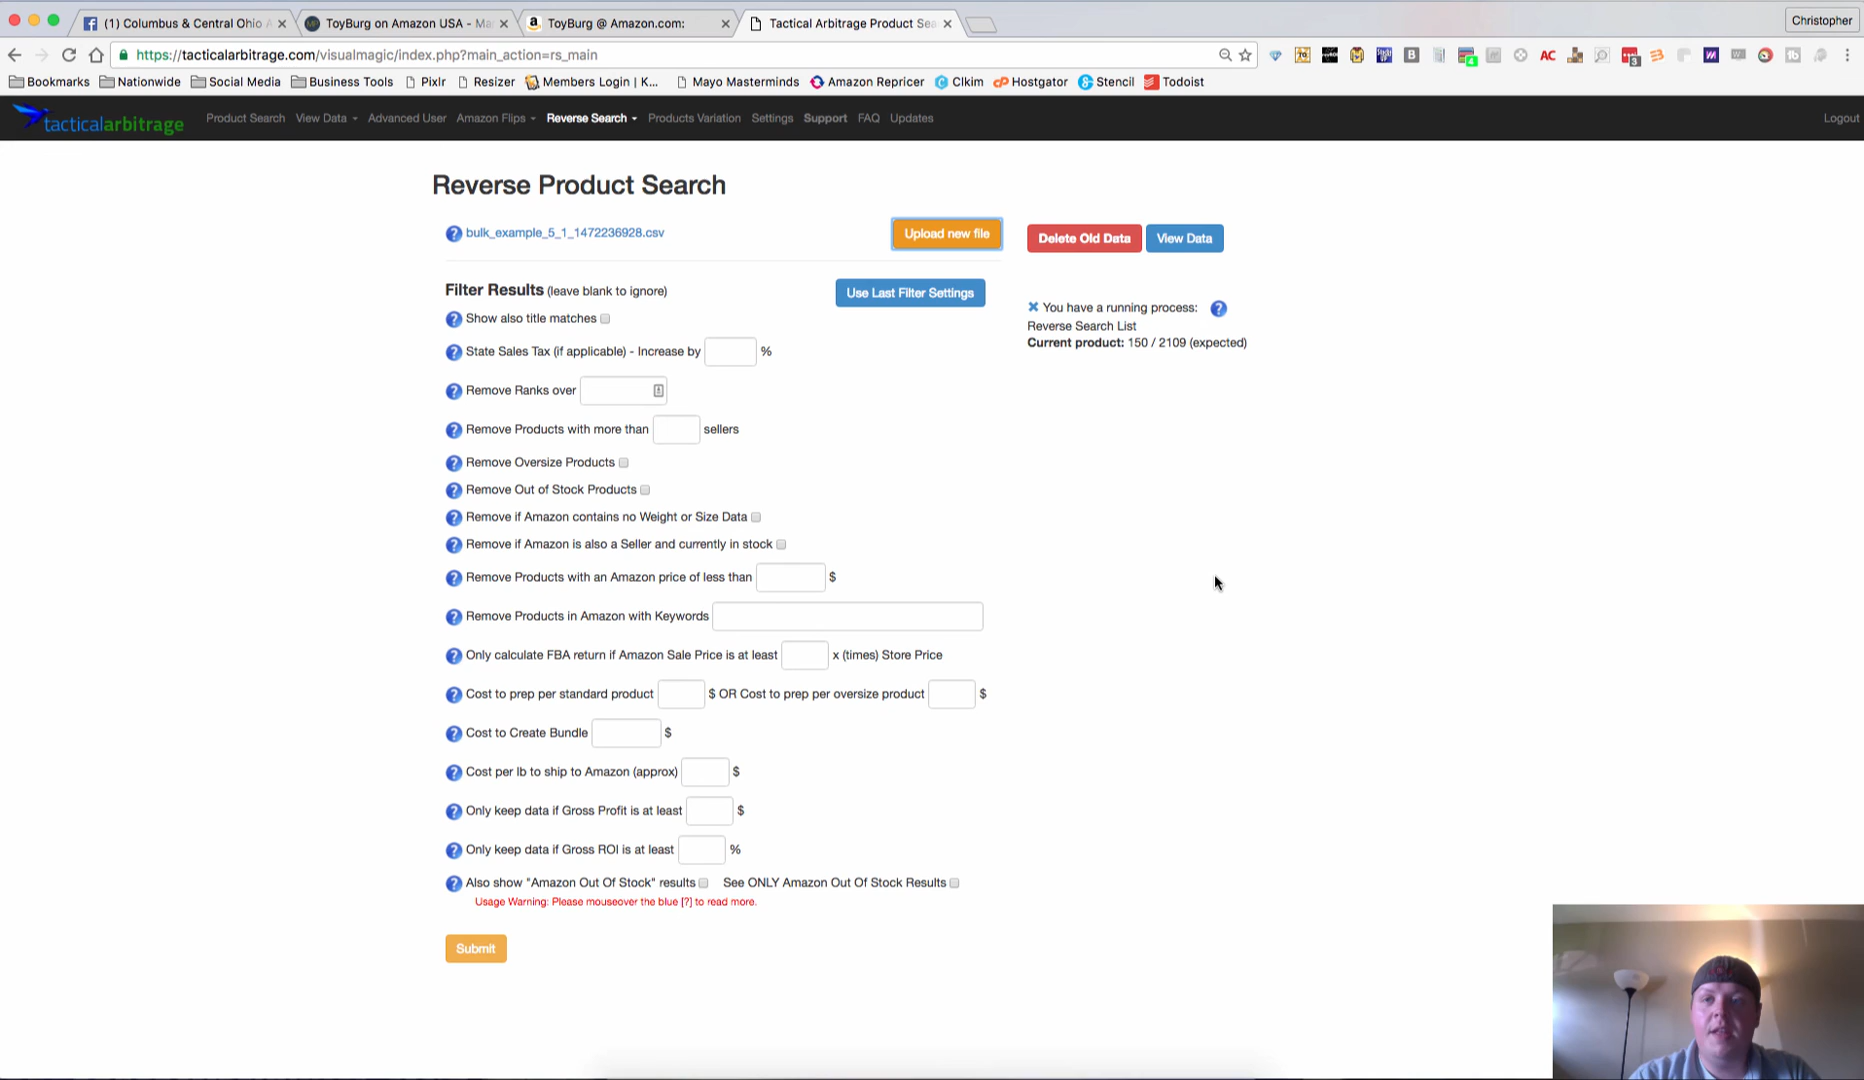 (1) Columbus & Central Ohio A
ToyBurg on Amazon USA - Ma
ToyBurg @ Amazon.com:
Tactical Arbitrage Product Sea
Christopher
https://tacticalarbitrage.com/visualmagic/index.php?main_action=rs_main
Bookmarks
Nationwide
Social Media
Business Tools
Pixlr
Resizer
Members Login | K...
Mayo Masterminds
Amazon Repricer
Clkim
Hostgator
Stencil
Todoist
tacticalarbitrage
Product Search
View Data
Advanced User
Amazon Flips
Reverse Search
Products Variation
Settings
Support
FAQ
Updates
Logout
Reverse Product Search
bulk_example_5_1_1472236928.csv
Upload new file
Delete Old Data
View Data
Filter Results (leave blank to ignore)
Use Last Filter Settings
You have a running process:
Reverse Search List
Current product: 150 / 2109 (expected)
Show also title matches
State Sales Tax (if applicable) - Increase by %
Remove Ranks over
Remove Products with more than sellers
Remove Oversize Products
Remove Out of Stock Products
Remove if Amazon contains no Weight or Size Data
Remove if Amazon is also a Seller and currently in stock
Remove Products with an Amazon price of less than $
Remove Products in Amazon with Keywords
Only calculate FBA return if Amazon Sale Price is at least x (times) Store Price
Cost to prep per standard product $ OR Cost to prep per oversize product $
Cost to Create Bundle $
Cost per lb to ship to Amazon (approx) $
Only keep data if Gross Profit is at least $
Only keep data if Gross ROI is at least %
Also show "Amazon Out Of Stock" results See ONLY Amazon Out Of Stock Results
Usage Warning: Please mouseover the blue [?] to read more.
Submit